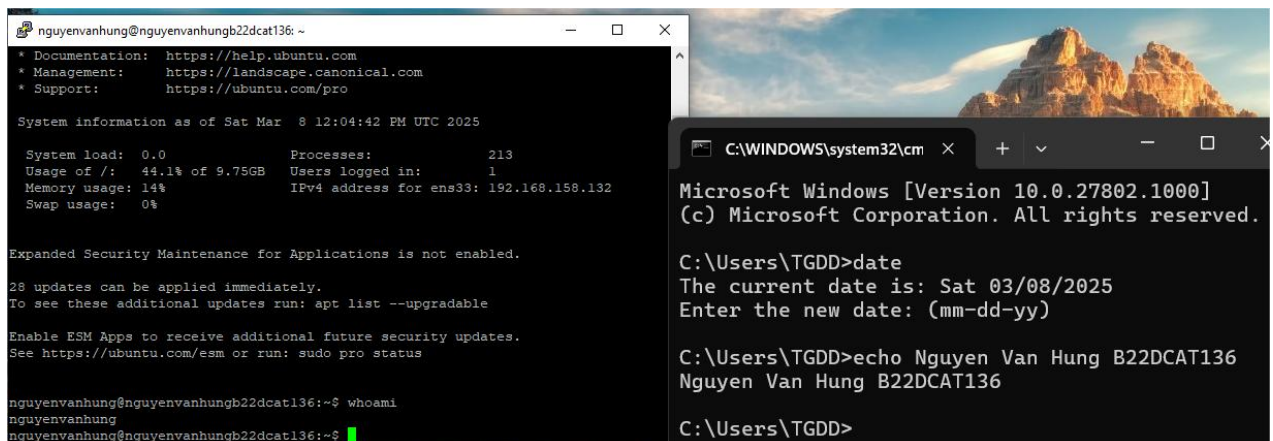 nguyenvanhung@nguyenvanhungb22dcat136: ~
* Documentation:  https://help.ubuntu.com
* Management:     https://landscape.canonical.com
* Support:        https://ubuntu.com/pro
System information as of Sat Mar  8 12:04:42 PM UTC 2025
System load:  0.0               Processes:              213
Usage of /:   44.1% of 9.75GB   Users logged in:        1
Memory usage: 14%               IPv4 address for ens33: 192.168.158.132
Swap usage:   0%
Expanded Security Maintenance for Applications is not enabled.
28 updates can be applied immediately.
To see these additional updates run: apt list --upgradable
Enable ESM Apps to receive additional future security updates.
See https://ubuntu.com/esm or run: sudo pro status
nguyenvanhung@nguyenvanhungb22dcat136:~$ whoami
nguyenvanhung
nguyenvanhung@nguyenvanhungb22dcat136:~$
C:\WINDOWS\system32\cm
Microsoft Windows [Version 10.0.27802.1000]
(c) Microsoft Corporation. All rights reserved.
C:\Users\TGDD>date
The current date is: Sat 03/08/2025
Enter the new date: (mm-dd-yy)
C:\Users\TGDD>echo Nguyen Van Hung B22DCAT136
Nguyen Van Hung B22DCAT136
C:\Users\TGDD>